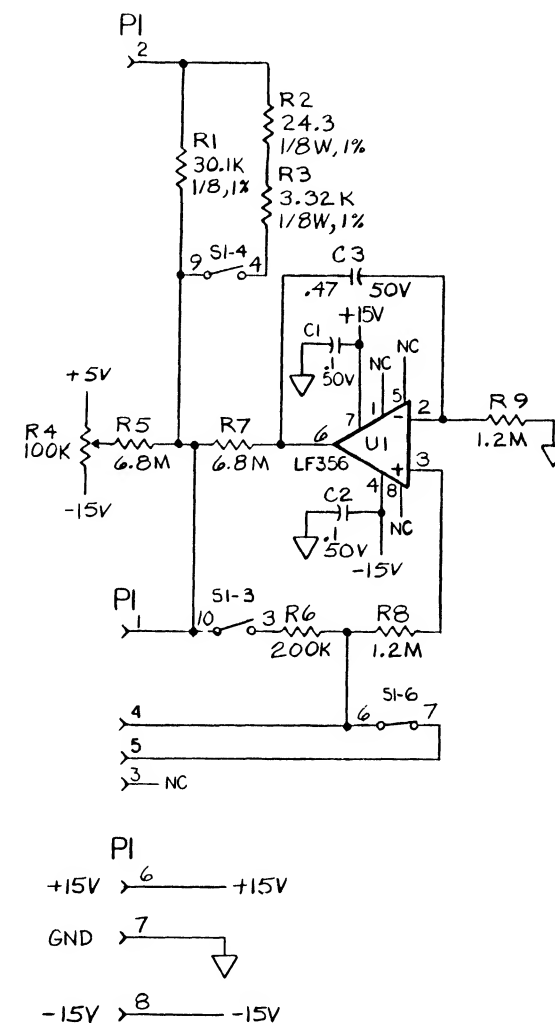 P1
2
R2
24.3
1/8W, 1%
R1
30.1K
1/8, 1%
R3
3.32K
1/8W, 1%
9 S1-4 4
C3
.47 50V
+15V
C1
.1
50V
NC
NC
+5V
R4
100K
-15V
R5
6.8M
R7
6.8M
6
7
1
5
2
-
U1
+
3
LF356
4
8
NC
R9
1.2M
C2
.1
50V
-15V
P1
1
S1-3
10 3
R6
200K
R8
1.2M
S1-6
6 7
4
5
3 NC
P1
+15V 6 +15V
GND 7
-15V 8 -15V